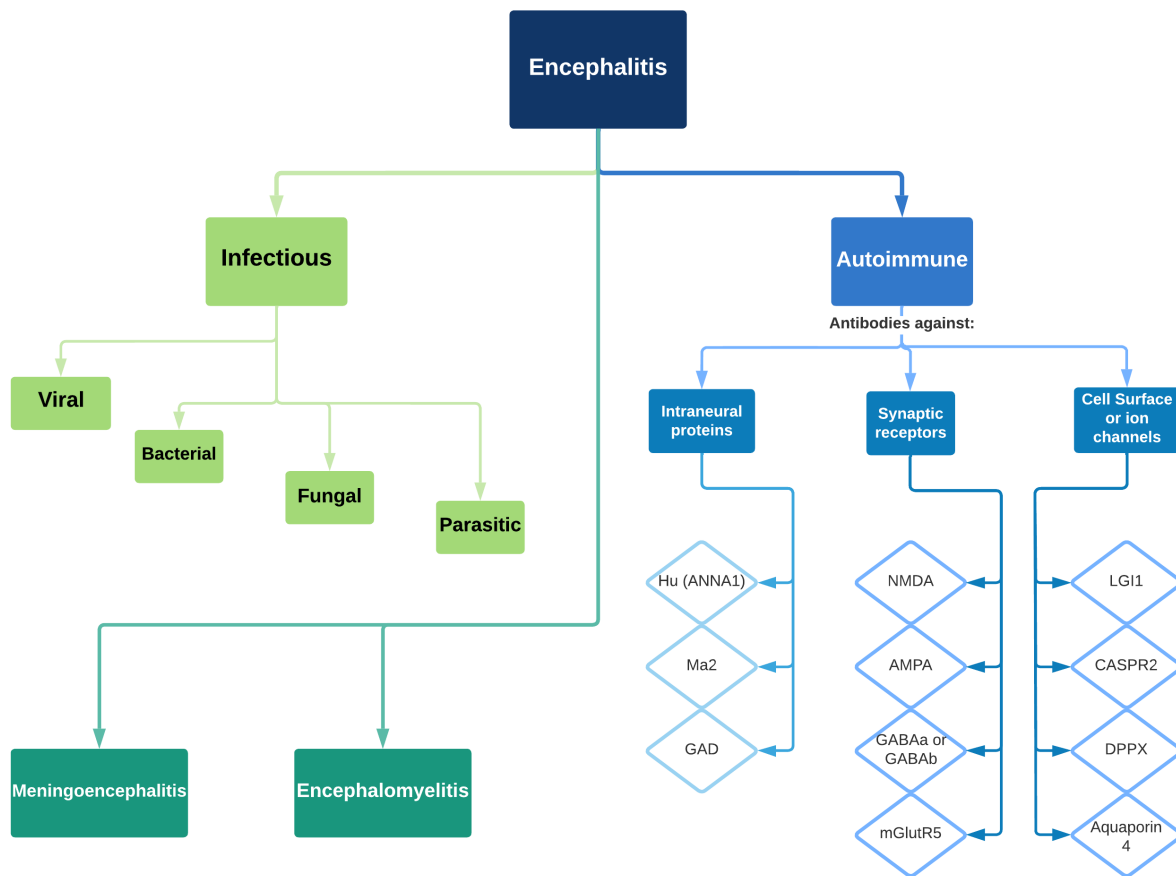 Encephalitis
Infectious
Autoimmune
Antibodies against:
Viral
Bacterial
Fungal
Parasitic
Intraneural
proteins
Synaptic
receptors
Cell Surface
or ion
channels
Hu (ANNA1)
Ma2
GAD
NMDA
AMPA
GABAa or
GABAb
mGlutR5
LGI1
CASPR2
DPPX
Aquaporin
4
Meningoencephalitis
Encephalomyelitis